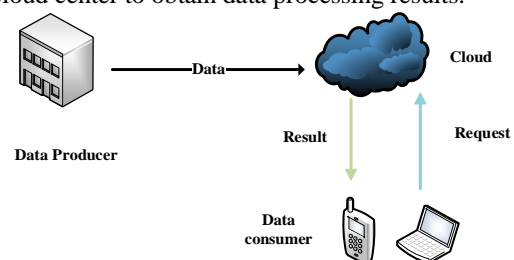 cloud center to obtain data processing results.
Data
Cloud
Result
Request
Data Producer
Data
consumer